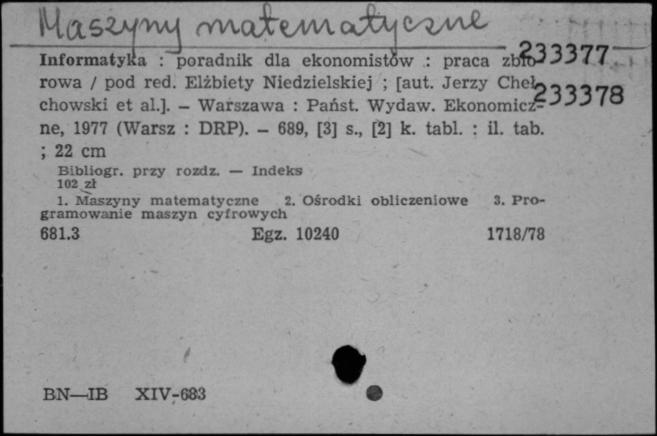 Maszyny matematyczne
Informatyka : poradnik dla ekonomistów : praca zbio- 233377
rowa / pod red. Elżbiety Niedzielskiej ; [aut. Jerzy Cheł-
chowski et al.]. — Warszawa : Państ. Wydaw. Ekonomicz- 233378
ne, 1977 (Warsz : DRP). — 689, [3] s., [2] k. tabl. : il. tab.
; 22 cm
Bibliogr. przy rozdz. — Indeks
102 zł
1. Maszyny matematyczne 2. Ośrodki obliczeniowe 3. Pro-
gramowanie maszyn cyfrowych
681.3 Egz. 10240 1718/78
BN—IB XIV-683